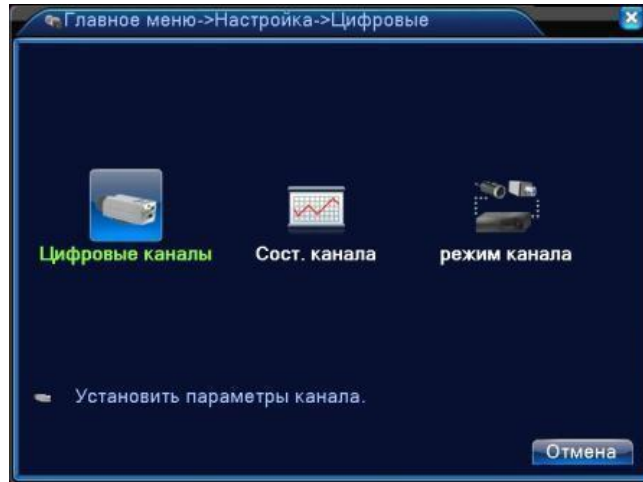 Главное меню->Настройка->Цифровые
Цифровые каналы
Сост. канала
режим канала
Установить параметры канала.
Отмена